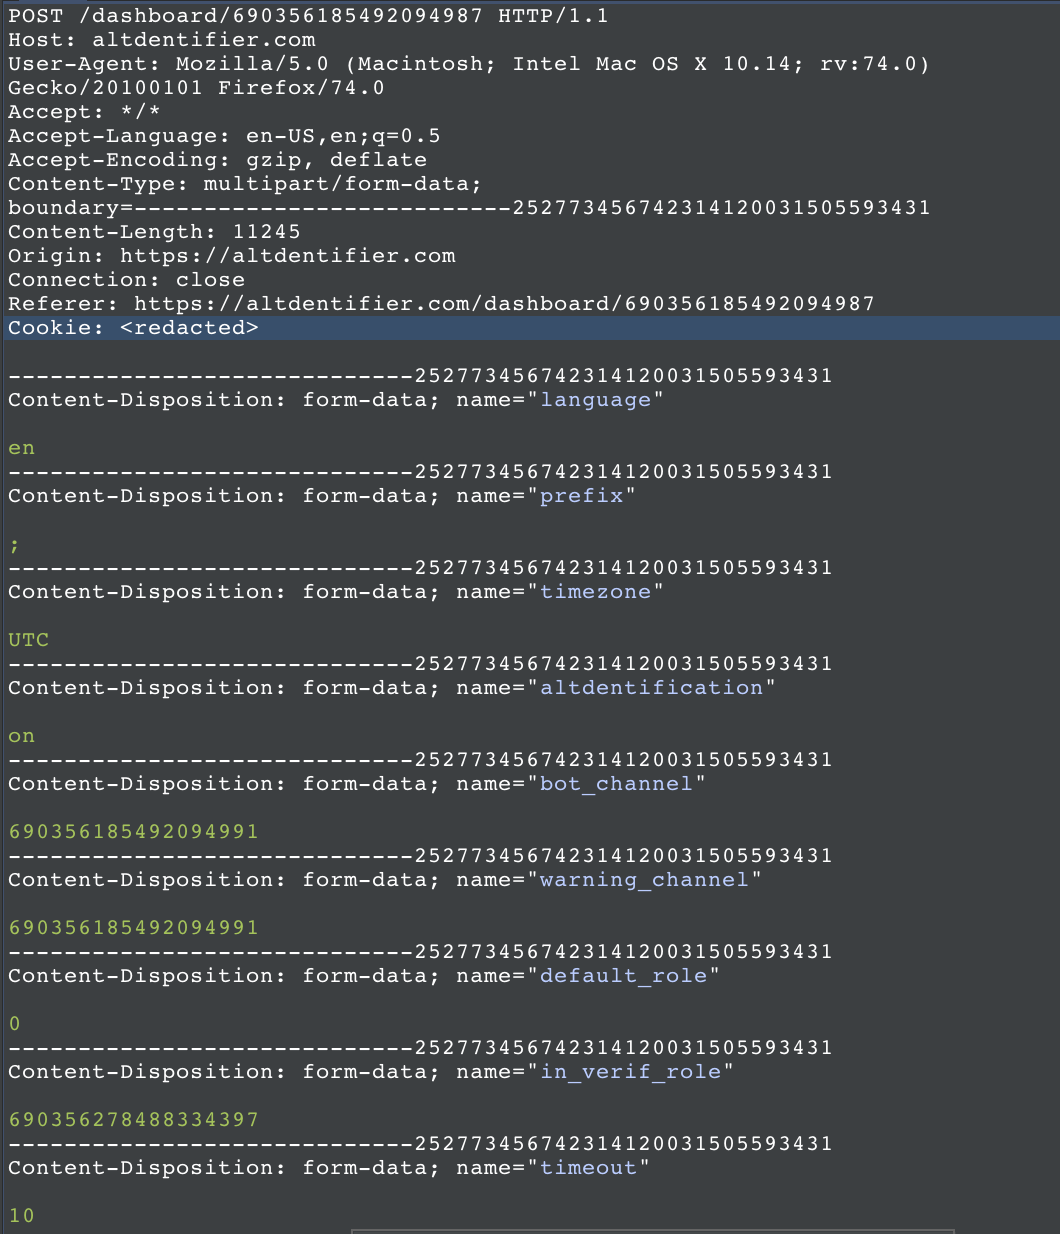 POST /dashboard/690356185492094987 HTTP/1.1
Host: altdentifier.com
User-Agent: Mozilla/5.0 (Macintosh; Intel Mac OS X 10.14; rv:74.0)
Gecko/20100101 Firefox/74.0
Accept: */*
Accept-Language: en-US,en;q=0.5
Accept-Encoding: gzip, deflate
Content-Type: multipart/form-data;
boundary=---------------------------252773456742314120031505593431
Content-Length: 11245
Origin: https://altdentifier.com
Connection: close
Referer: https://altdentifier.com/dashboard/690356185492094987
Cookie: <redacted>
-----------------------------252773456742314120031505593431
Content-Disposition: form-data; name="language"
en
-----------------------------252773456742314120031505593431
Content-Disposition: form-data; name="prefix"
;
-----------------------------252773456742314120031505593431
Content-Disposition: form-data; name="timezone"
UTC
-----------------------------252773456742314120031505593431
Content-Disposition: form-data; name="altdentification"
on
-----------------------------252773456742314120031505593431
Content-Disposition: form-data; name="bot_channel"
690356185492094991
-----------------------------252773456742314120031505593431
Content-Disposition: form-data; name="warning_channel"
690356185492094991
-----------------------------252773456742314120031505593431
Content-Disposition: form-data; name="default_role"
0
-----------------------------252773456742314120031505593431
Content-Disposition: form-data; name="in_verif_role"
690356278488334397
-----------------------------252773456742314120031505593431
Content-Disposition: form-data; name="timeout"
10